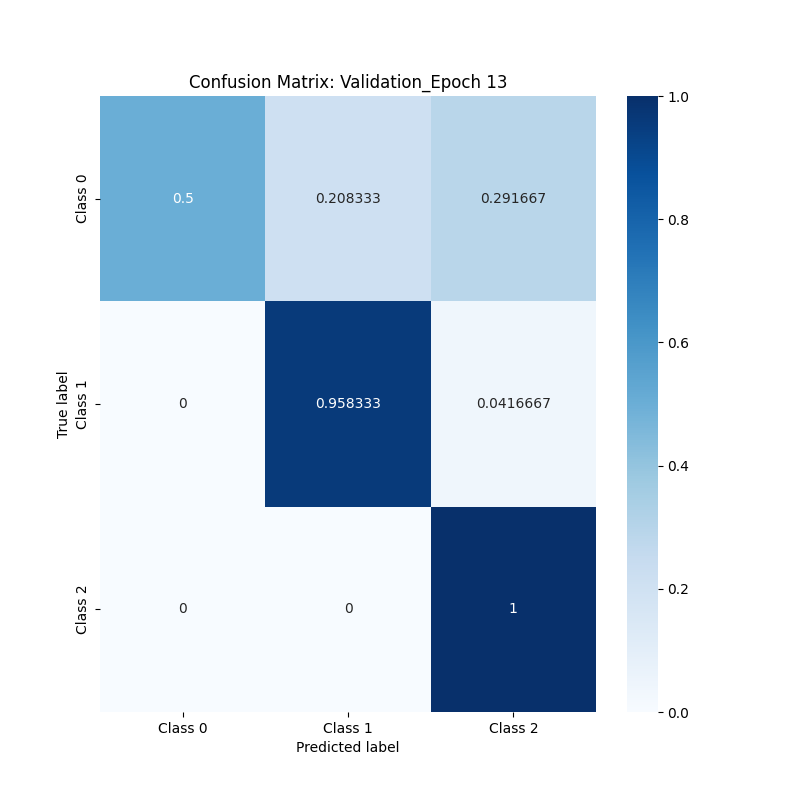 Confusion Matrix: Validation_Epoch 13
True label
Class 0
0.5
0.208333
0.291667
Class 1
0
0.958333
0.0416667
Class 2
0
0
1
Class 0
Class 1
Class 2
Predicted label
1.0
0.8
0.6
0.4
0.2
0.0